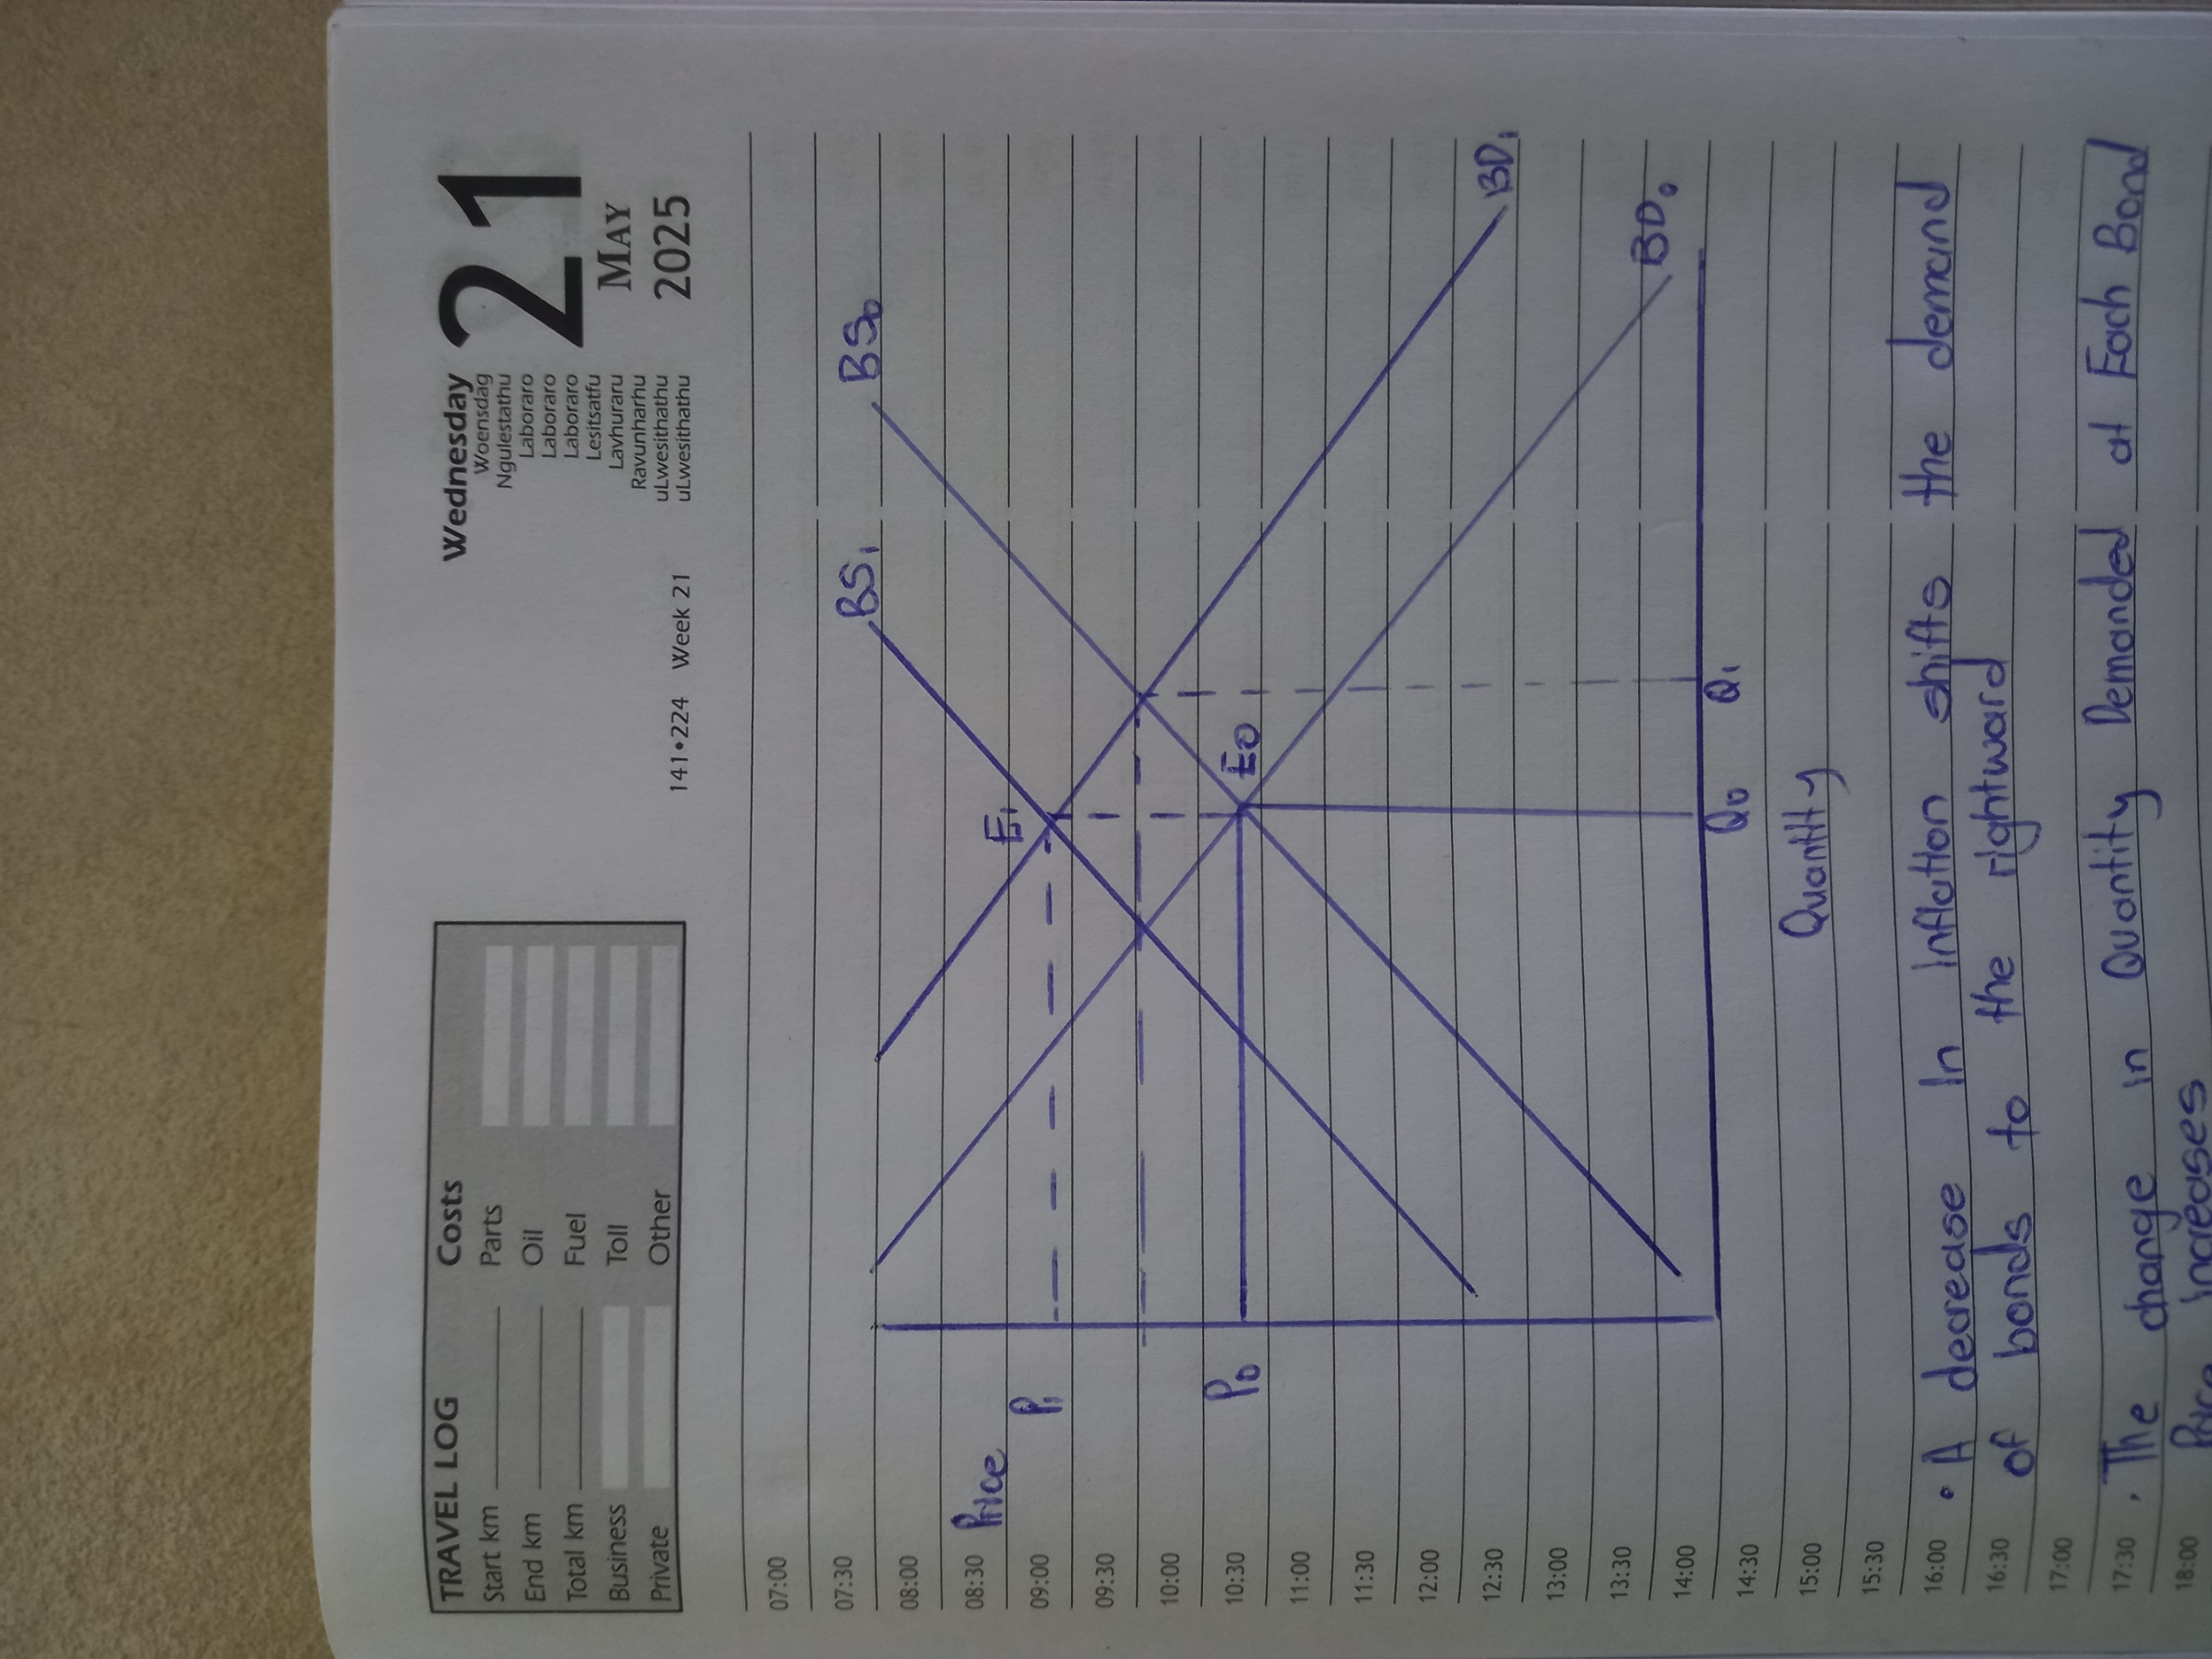 TRAVEL LOG Costs
Start km Parts
End km Oil
Total km Fuel
Business Toll
Private Other
141•224 Week 21
Wednesday
Woensdag
Ngulestathu
Laboraro
Laboraro
Laboraro
Lesitsatfu
Lavhuraru
Ravunharhu
uLwesithathu
uLwesithathu
21
MAY
2025
07:00
07:30
BS₁ BS₀
08:00
08:30 Price
E₁
09:00 P₁
09:30
10:00
10:30 P₀ E₀
11:00
11:30
12:00
12:30 BD₁
13:00
13:30
BD₀
14:00
Q₀ Q₁
14:30
15:00 Quantity
15:30
16:00 • A decrease in inflation shifts the demand
16:30 of bonds to the rightward
17:00
17:30 • The change in Quantity Demanded at Each Bond
18:00 Price increases